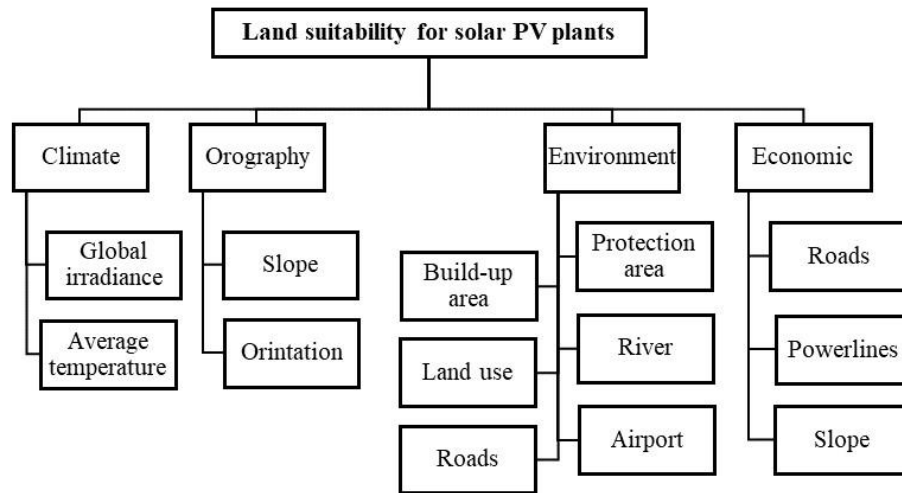 Land suitability for solar PV plants
Climate
Orography
Environment
Economic
Global
irradiance
Average
temperature
Slope
Orintation
Build-up
area
Land use
Roads
Protection
area
River
Airport
Roads
Powerlines
Slope